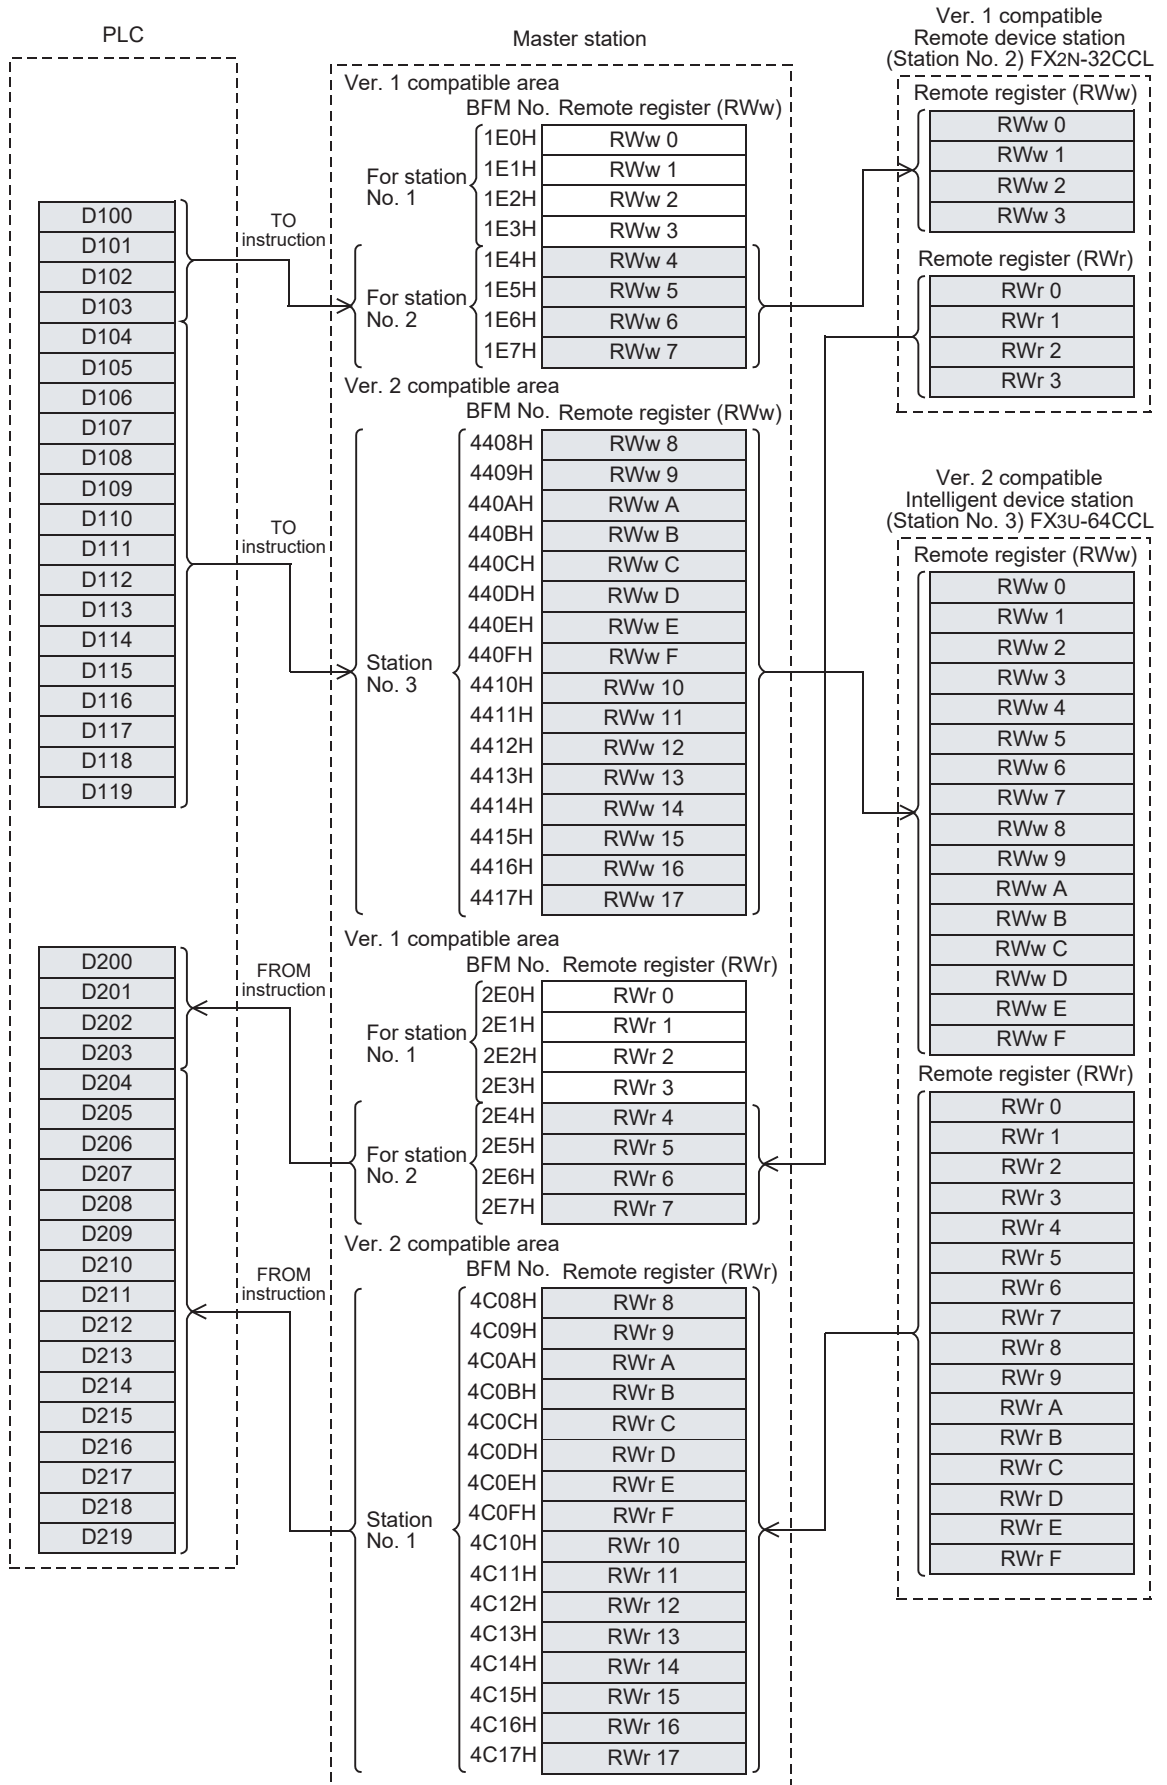 PLC
D100
D101
D102
D103
D104
D105
D106
D107
D108
D109
D110
D111
D112
D113
D114
D115
D116
D117
D118
D119
D200
D201
D202
D203
D204
D205
D206
D207
D208
D209
D210
D211
D212
D213
D214
D215
D216
D217
D218
D219
TO
instruction
TO
instruction
FROM
instruction
FROM
instruction
Master station
Ver. 1 compatible area
BFM No. Remote register (RWw)
For station
No. 1
1E0H RWw 0
1E1H RWw 1
1E2H RWw 2
1E3H RWw 3
For station
No. 2
1E4H RWw 4
1E5H RWw 5
1E6H RWw 6
1E7H RWw 7
Ver. 2 compatible area
BFM No. Remote register (RWw)
Station
No. 3
4408H RWw 8
4409H RWw 9
440AH RWw A
440BH RWw B
440CH RWw C
440DH RWw D
440EH RWw E
440FH RWw F
4410H RWw 10
4411H RWw 11
4412H RWw 12
4413H RWw 13
4414H RWw 14
4415H RWw 15
4416H RWw 16
4417H RWw 17
Ver. 1 compatible area
BFM No. Remote register (RWr)
For station
No. 1
2E0H RWr 0
2E1H RWr 1
2E2H RWr 2
2E3H RWr 3
For station
No. 2
2E4H RWr 4
2E5H RWr 5
2E6H RWr 6
2E7H RWr 7
Ver. 2 compatible area
BFM No. Remote register (RWr)
Station
No. 1
4C08H RWr 8
4C09H RWr 9
4C0AH RWr A
4C0BH RWr B
4C0CH RWr C
4C0DH RWr D
4C0EH RWr E
4C0FH RWr F
4C10H RWr 10
4C11H RWr 11
4C12H RWr 12
4C13H RWr 13
4C14H RWr 14
4C15H RWr 15
4C16H RWr 16
4C17H RWr 17
Ver. 1 compatible
Remote device station
(Station No. 2) FX2N-32CCL
Remote register (RWw)
RWw 0
RWw 1
RWw 2
RWw 3
Remote register (RWr)
RWr 0
RWr 1
RWr 2
RWr 3
Ver. 2 compatible
Intelligent device station
(Station No. 3) FX3U-64CCL
Remote register (RWw)
RWw 0
RWw 1
RWw 2
RWw 3
RWw 4
RWw 5
RWw 6
RWw 7
RWw 8
RWw 9
RWw A
RWw B
RWw C
RWw D
RWw E
RWw F
Remote register (RWr)
RWr 0
RWr 1
RWr 2
RWr 3
RWr 4
RWr 5
RWr 6
RWr 7
RWr 8
RWr 9
RWr A
RWr B
RWr C
RWr D
RWr E
RWr F